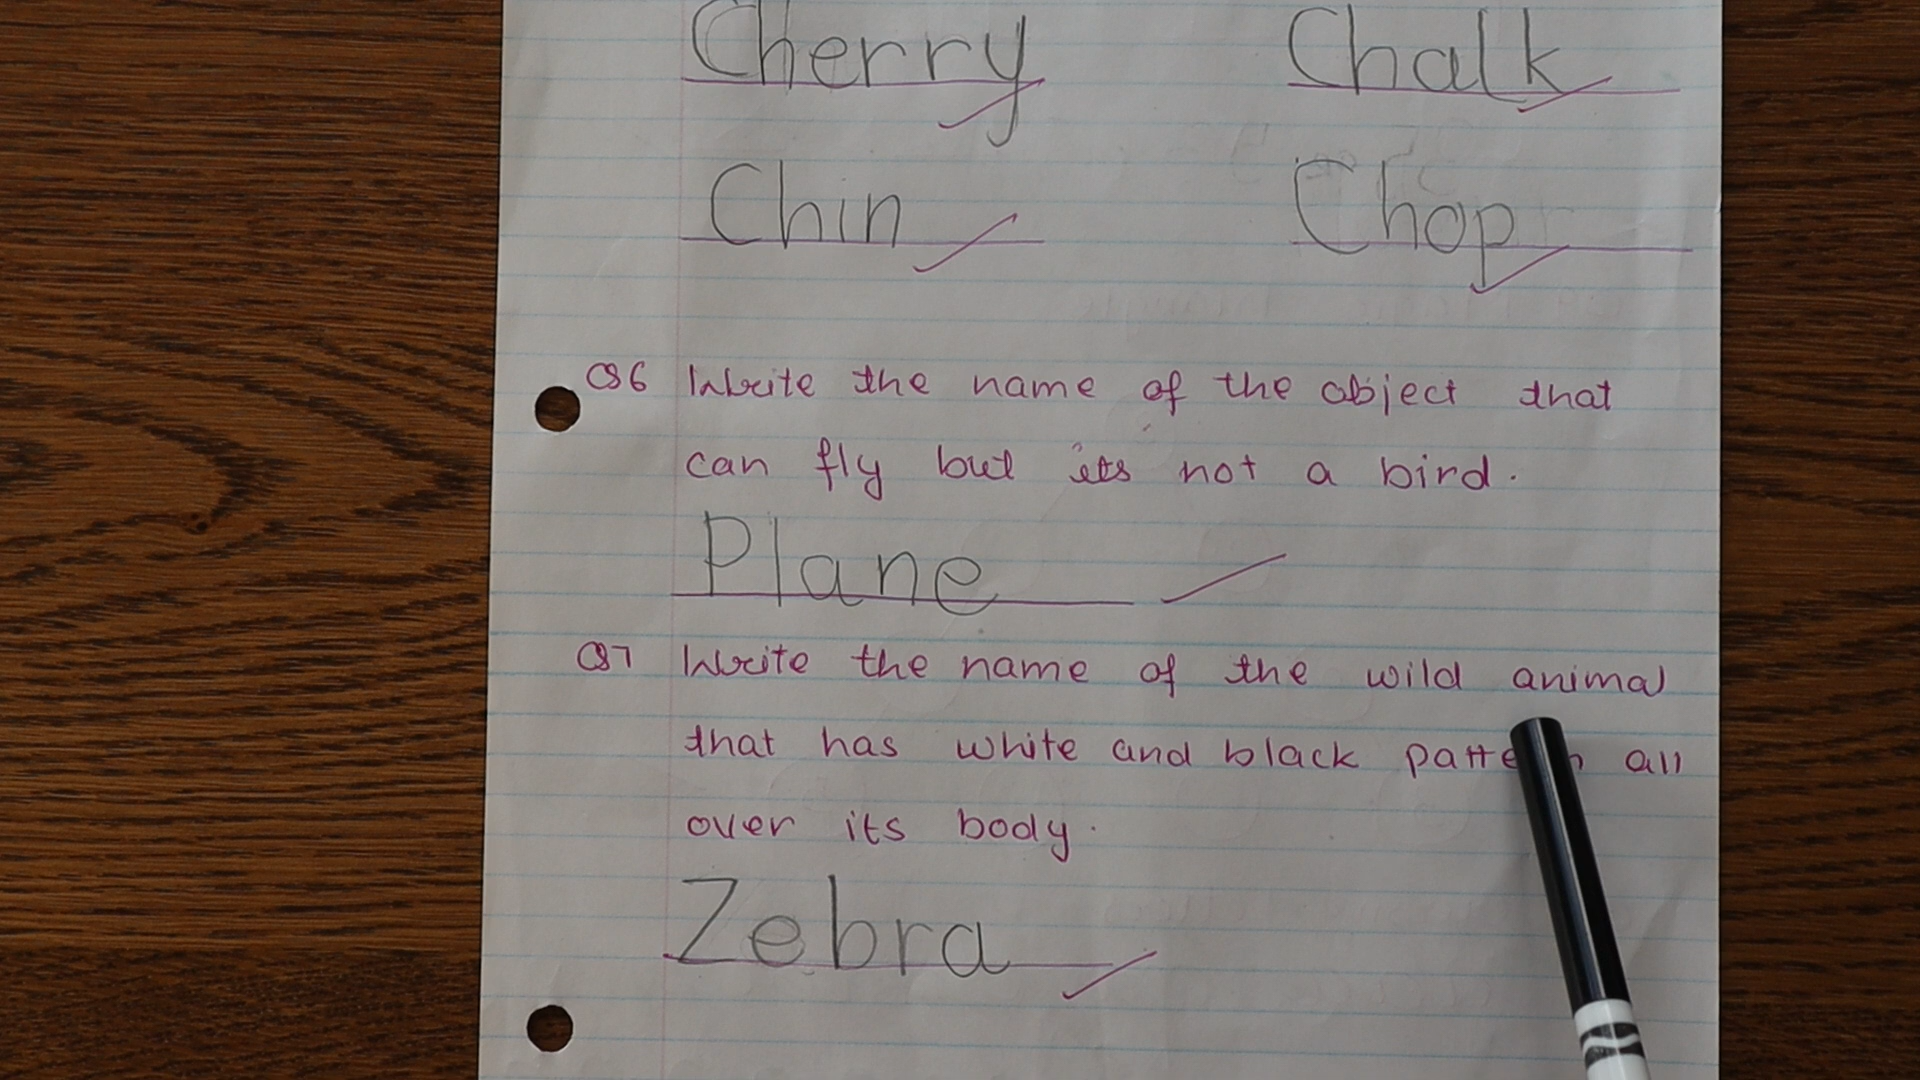 Cherry Chalk
Chin Chop
Q6 Write the name of the object that
can fly but its not a bird.
Plane
Q7 Write the name of the wild animal
that has white and black all
over its body.
Zebra